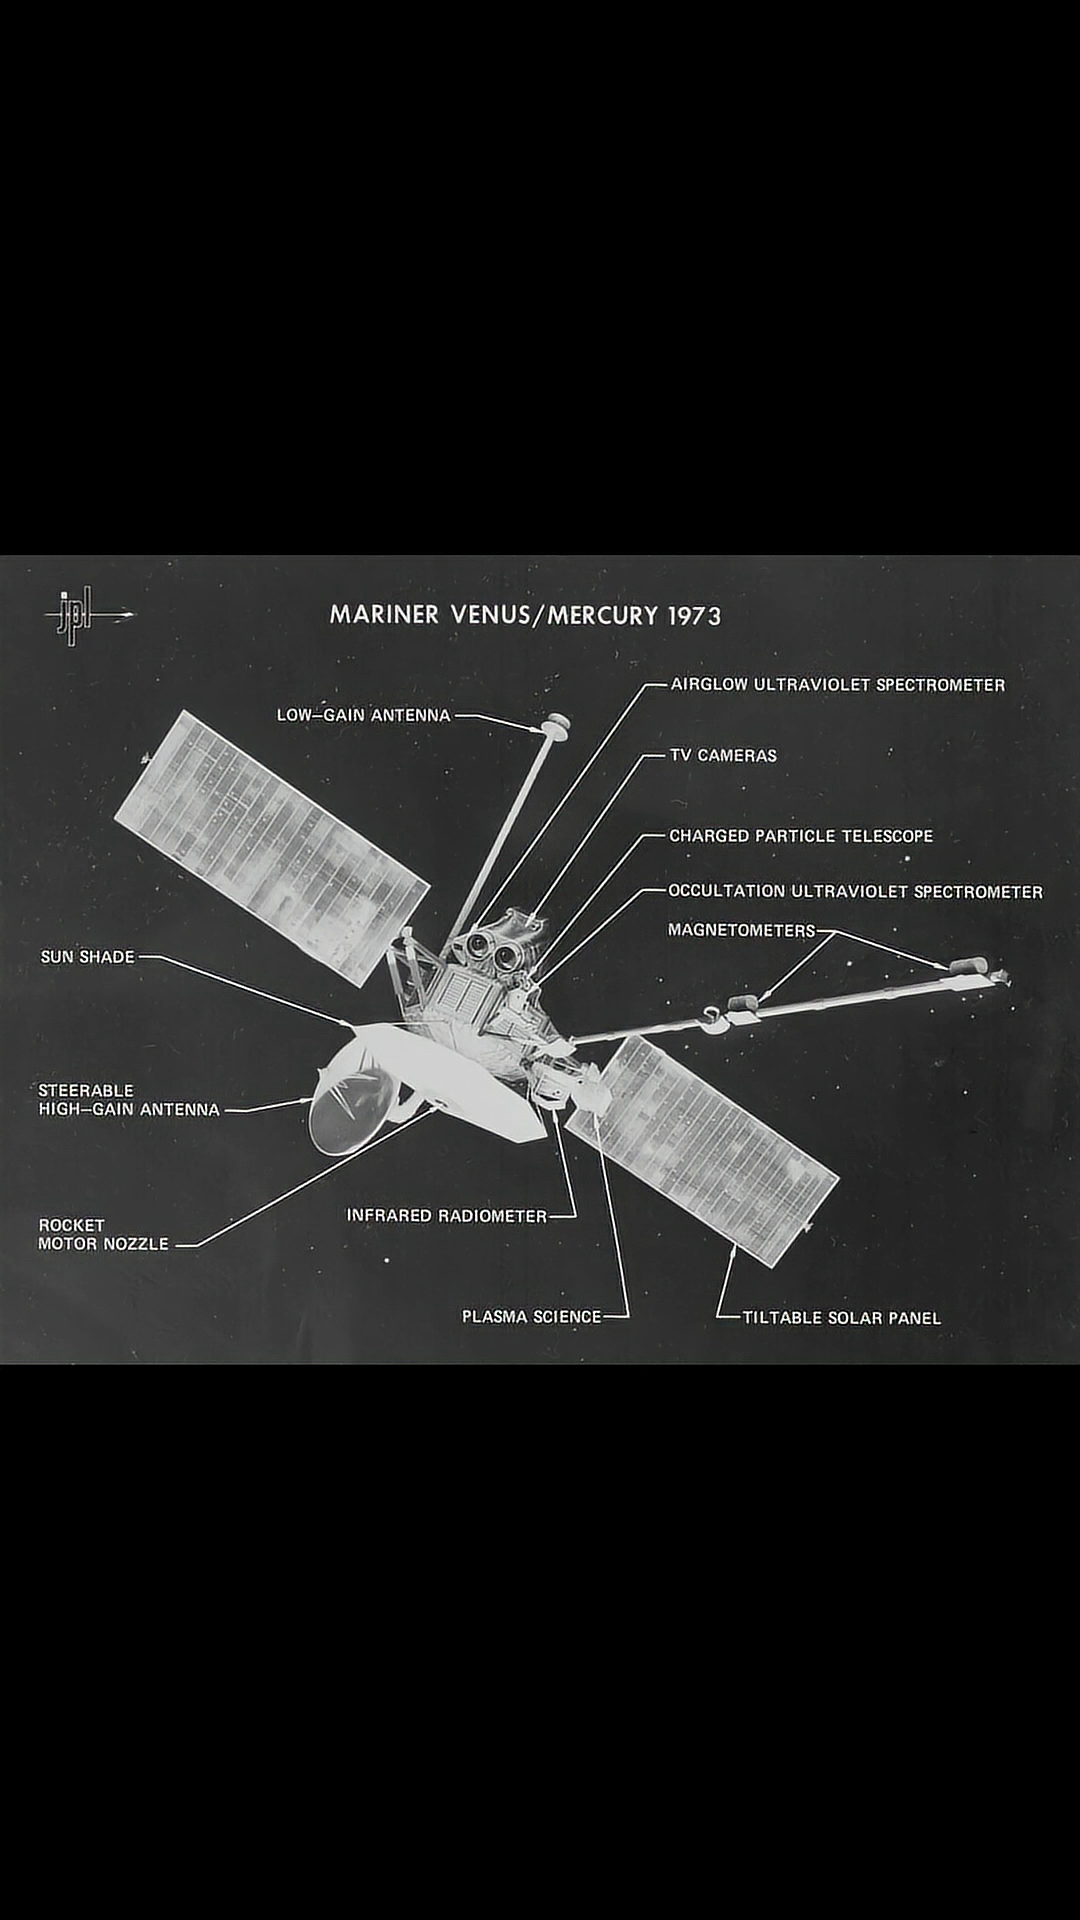 jpl
MARINER VENUS/MERCURY 1973
AIRGLOW ULTRAVIOLET SPECTROMETER
LOW-GAIN ANTENNA
TV CAMERAS
CHARGED PARTICLE TELESCOPE
OCCULTATION ULTRAVIOLET SPECTROMETER
MAGNETOMETERS
SUN SHADE
STEERABLE
HIGH-GAIN ANTENNA
INFRARED RADIOMETER
ROCKET
MOTOR NOZZLE
PLASMA SCIENCE
TILTABLE SOLAR PANEL